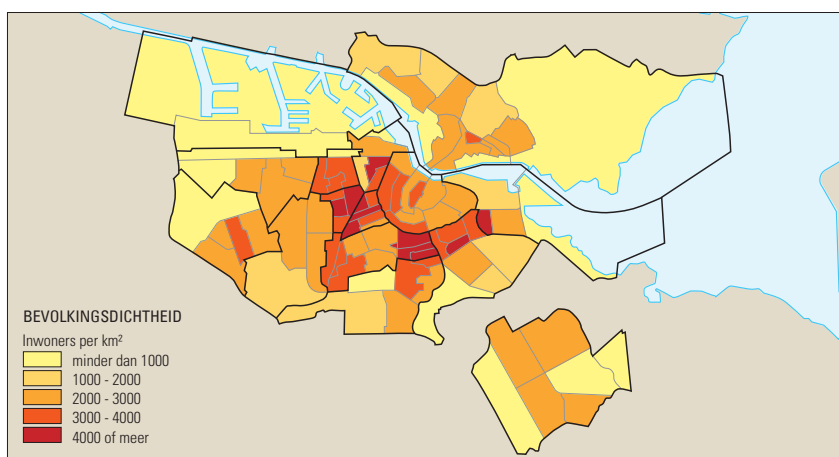 BEVOLKINGSDICHTHEID
Inwoners per km²
minder dan 1000
1000 - 2000
2000 - 3000
3000 - 4000
4000 of meer